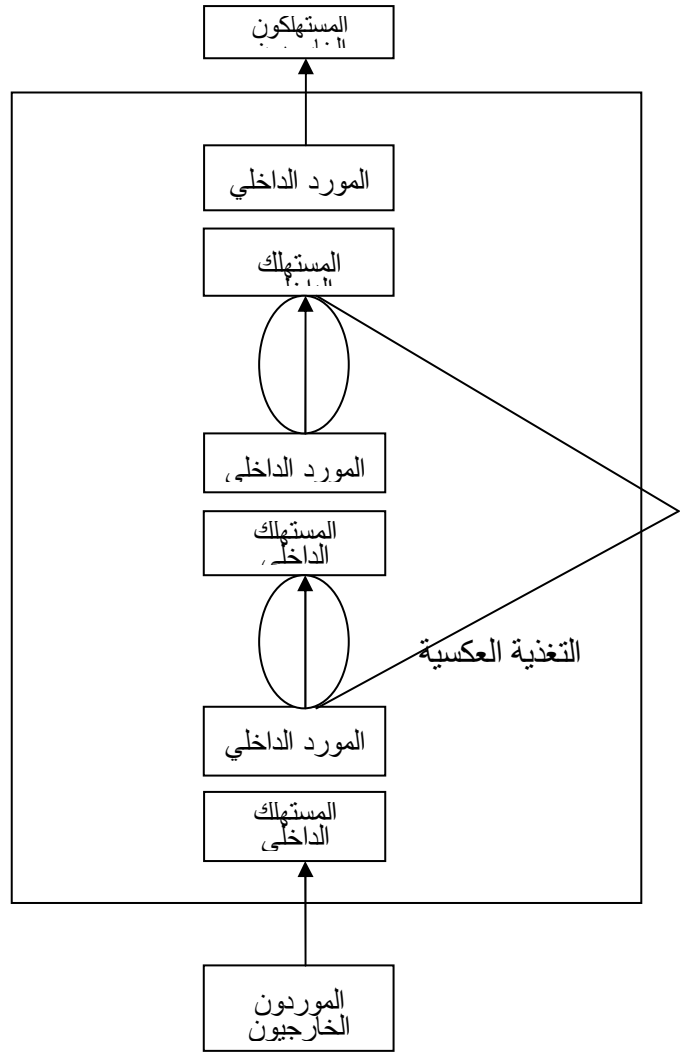 المستهلكون
المورد الداخلي
المستهلك
المورد الداخلي
المستهلك
الداخلي
التغذية العكسية
المورد الداخلي
المستهلك
الداخلي
الموردون
الخارجيون